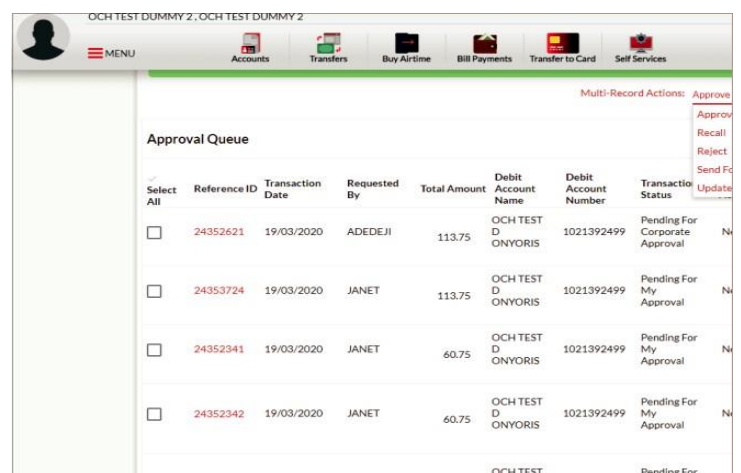 OCH TEST DUMMY 2 , OCH TEST DUMMY 2
MENU
Accounts Transfers Buy Airtime Bill Payments Transfer to Card Self Services
Multi-Record Actions: Approve
Approv
Recall
Reject
Send Fo
Update
Approval Queue
Select All Reference ID Transaction Date Requested By Total Amount Debit Account Name Debit Account Number Transaction Status
24352621 19/03/2020 ADEDEJI 113.75 OCH TEST D ONYORIS 1021392499 Pending For Corporate Approval
24353724 19/03/2020 JANET 113.75 OCH TEST D ONYORIS 1021392499 Pending For My Approval
24352341 19/03/2020 JANET 60.75 OCH TEST D ONYORIS 1021392499 Pending For My Approval
24352342 19/03/2020 JANET 60.75 OCH TEST D ONYORIS 1021392499 Pending For My Approval
OCH TEST Pending For